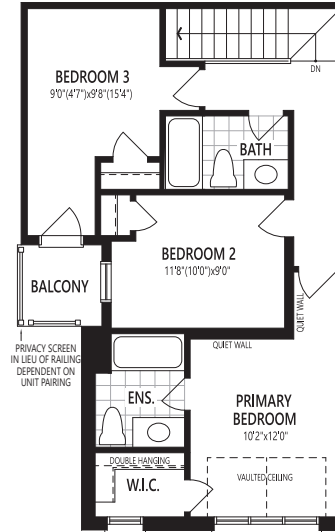 BEDROOM 3
9'0"(4'7")x9'8"(15'4")
DN
BATH
BEDROOM 2
11'8"(10'0")x9'0"
BALCONY
QUIET WALL
QUIET WALL
PRIVACY SCREEN
IN LIEU OF RAILING
DEPENDENT ON
UNIT PAIRING
ENS.
PRIMARY
BEDROOM
10'2"x12'0"
DOUBLE HANGING
W.I.C.
VAULTED CEILING